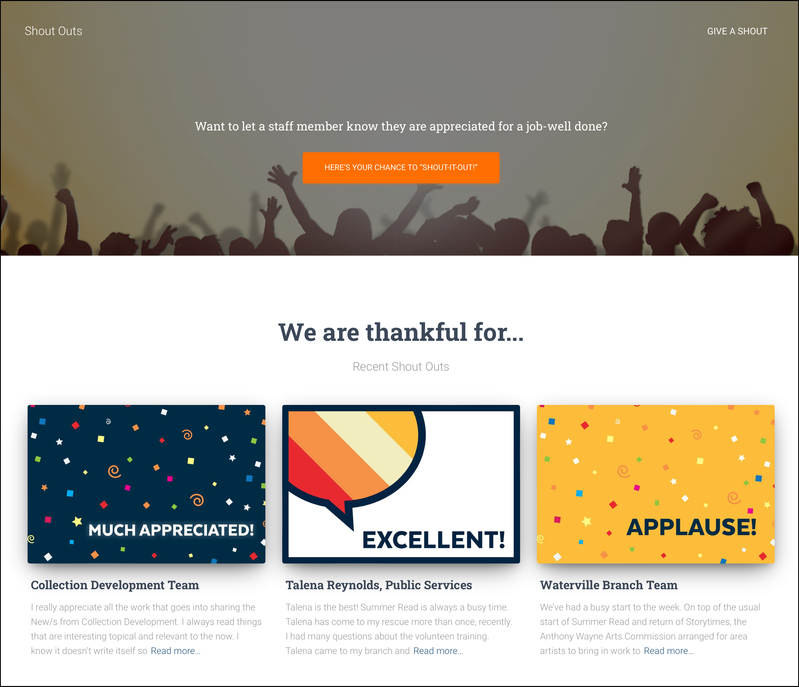 Shout Outs
GIVE A SHOUT
Want to let a staff member know they are appreciated for a job-well done?
HERE'S YOUR CHANCE TO "SHOUT-IT-OUT!"
We are thankful for...
Recent Shout Outs
MUCH APPRECIATED!
EXCELLENT!
APPLAUSE!
Collection Development Team
I really appreciate all the work that goes into sharing the
New/s from Collection Development. I always read things
that are interesting topical and relevant to the now. I
know it doesn't write itself so Read more...
Talena Reynolds, Public Services
Talena is the best! Summer Read is always a busy time.
Talena has come to my rescue more than once, recently.
I had many questions about the volunteer training.
Talena came to my branch and Read more...
Waterville Branch Team
We've had a busy start to the week. On top of the usual
start of Summer Read and return of Storytimes, the
Anthony Wayne Arts Commission arranged for area
artists to bring in work to Read more...